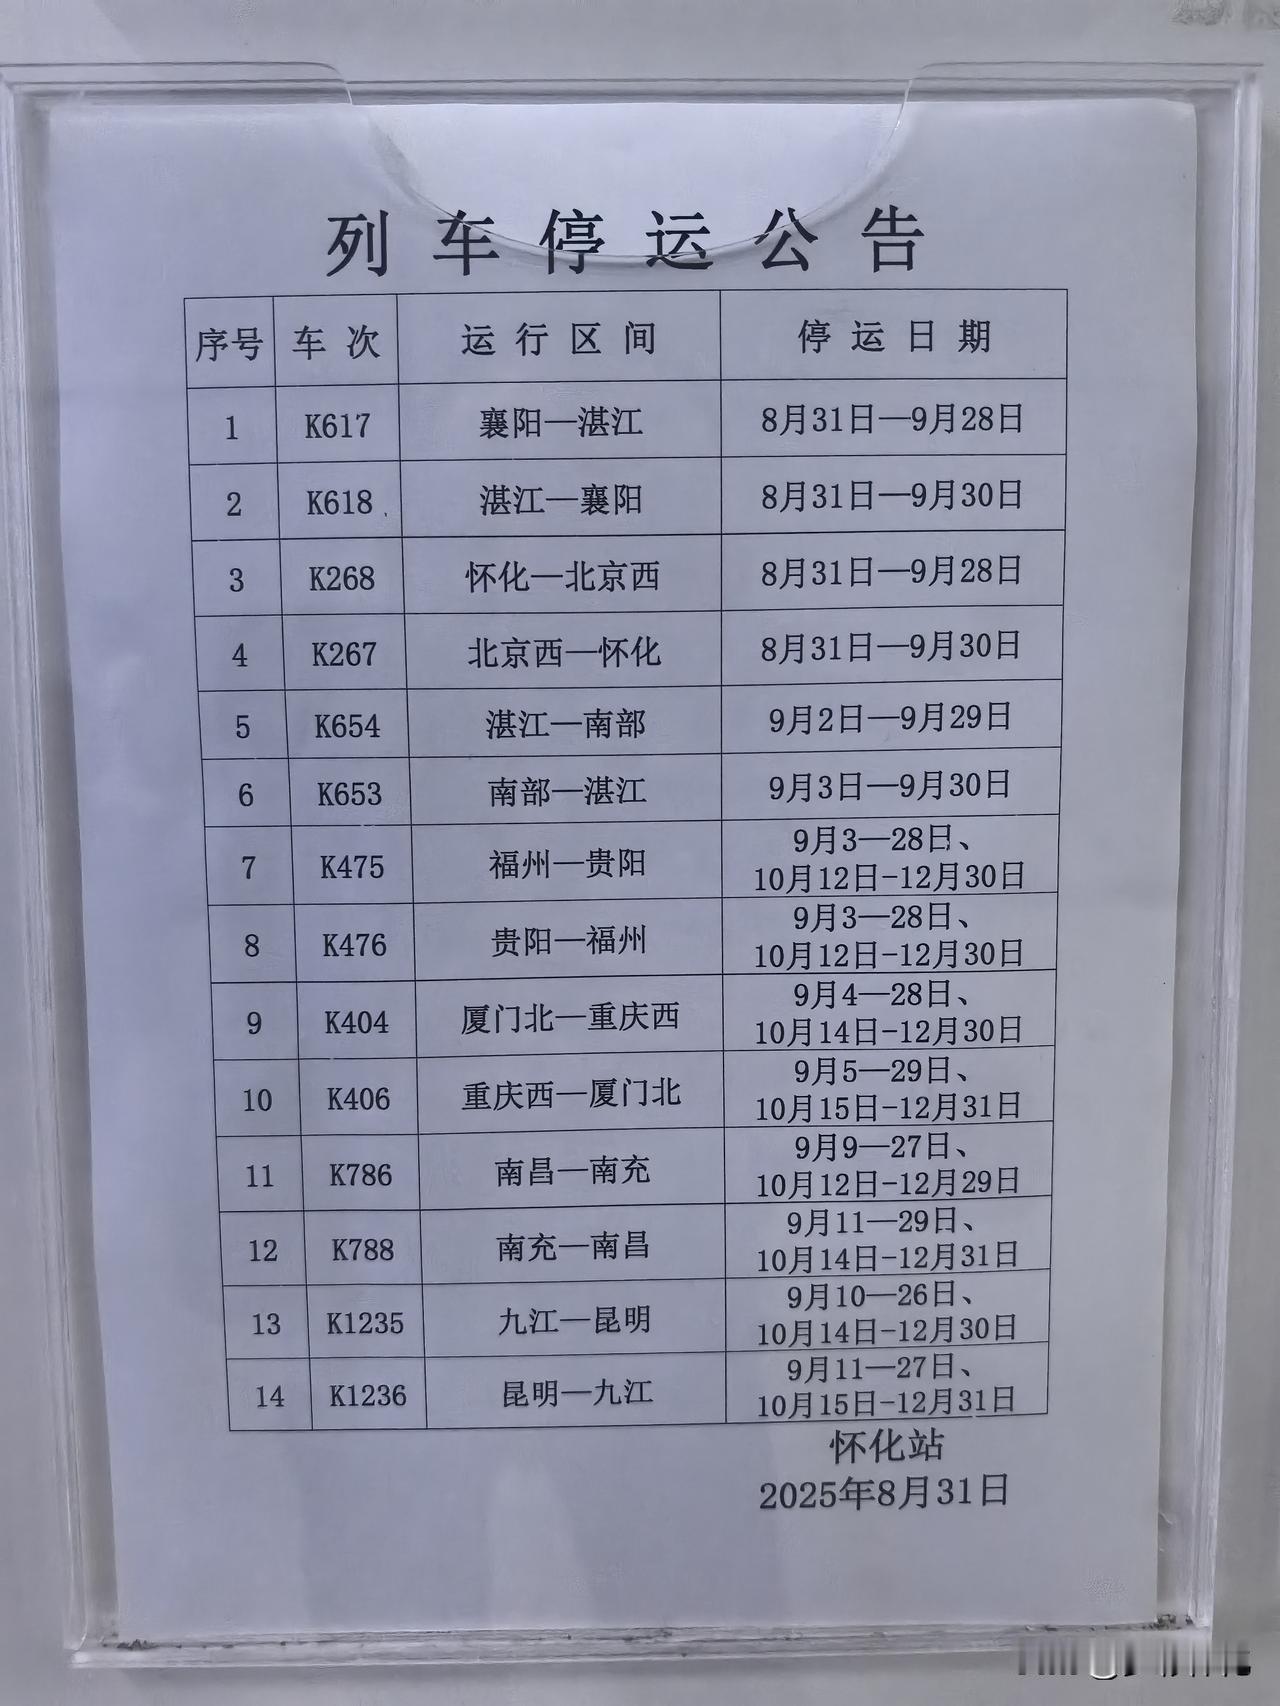 列车停运公告
序号 车次 运行区间 停运日期
1 K617 襄阳—湛江 8月31日—9月28日
2 K618 湛江—襄阳 8月31日—9月30日
3 K268 怀化—北京西 8月31日—9月28日
4 K267 北京西—怀化 8月31日—9月30日
5 K654 湛江—南部 9月2日—9月29日
6 K653 南部—湛江 9月3日—9月30日
7 K475 福州—贵阳 9月3—28日、
10月12日-12月30日
8 K476 贵阳—福州 9月3—28日、
10月12日-12月30日
9 K404 厦门北—重庆西 9月4—28日、
10月14日-12月30日
10 K406 重庆西—厦门北 9月5—29日、
10月15日-12月31日
11 K786 南昌—南充 9月9—27日、
10月12日-12月29日
12 K788 南充—南昌 9月11—29日、
10月14日-12月31日
13 K1235 九江—昆明 9月10—26日、
10月14日-12月30日
14 K1236 昆明—九江 9月11—27日、
10月15日-12月31日
怀化站
2025年8月31日